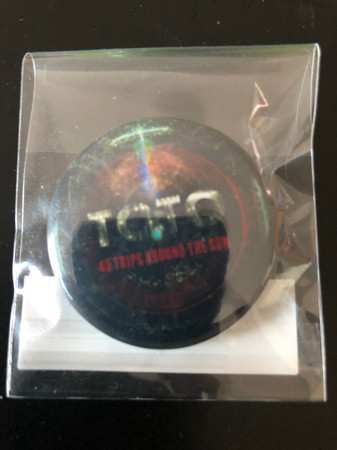 TOTO
40 TRIPS AROUND THE SUN